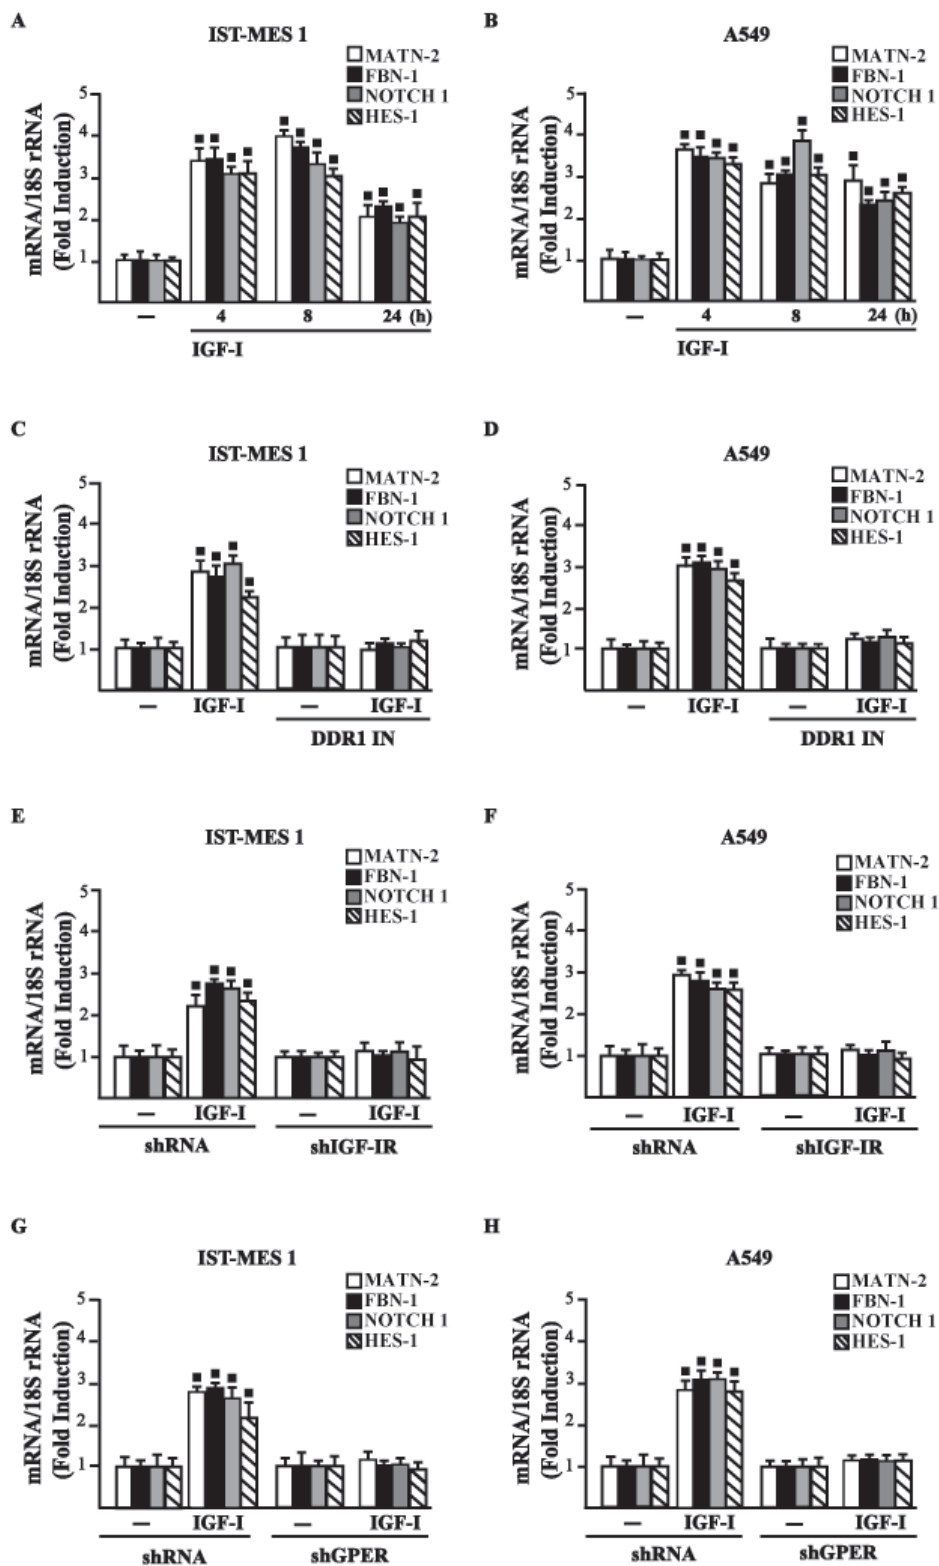 A
IST-MES 1
MATN-2
FBN-1
NOTCH 1
HES-1
mRNA/18S rRNA
(Fold Induction)
5
4
3
2
1
— 4 8 24 (h)
IGF-I
B
A549
MATN-2
FBN-1
NOTCH 1
HES-1
mRNA/18S rRNA
(Fold Induction)
5
4
3
2
1
— 4 8 24 (h)
IGF-I
C
IST-MES 1
MATN-2
FBN-1
NOTCH 1
HES-1
mRNA/18S rRNA
(Fold Induction)
5
4
3
2
1
— IGF-I — IGF-I
DDR1 IN
D
A549
MATN-2
FBN-1
NOTCH 1
HES-1
mRNA/18S rRNA
(Fold Induction)
5
4
3
2
1
— IGF-I — IGF-I
DDR1 IN
E
IST-MES 1
MATN-2
FBN-1
NOTCH 1
HES-1
mRNA/18S rRNA
(Fold Induction)
5
4
3
2
1
— IGF-I — IGF-I
shRNA shIGF-IR
F
A549
MATN-2
FBN-1
NOTCH 1
HES-1
mRNA/18S rRNA
(Fold Induction)
5
4
3
2
1
— IGF-I — IGF-I
shRNA shIGF-IR
G
IST-MES 1
MATN-2
FBN-1
NOTCH 1
HES-1
mRNA/18S rRNA
(Fold Induction)
5
4
3
2
1
— IGF-I — IGF-I
shRNA shGPER
H
A549
MATN-2
FBN-1
NOTCH 1
HES-1
mRNA/18S rRNA
(Fold Induction)
5
4
3
2
1
— IGF-I — IGF-I
shRNA shGPER